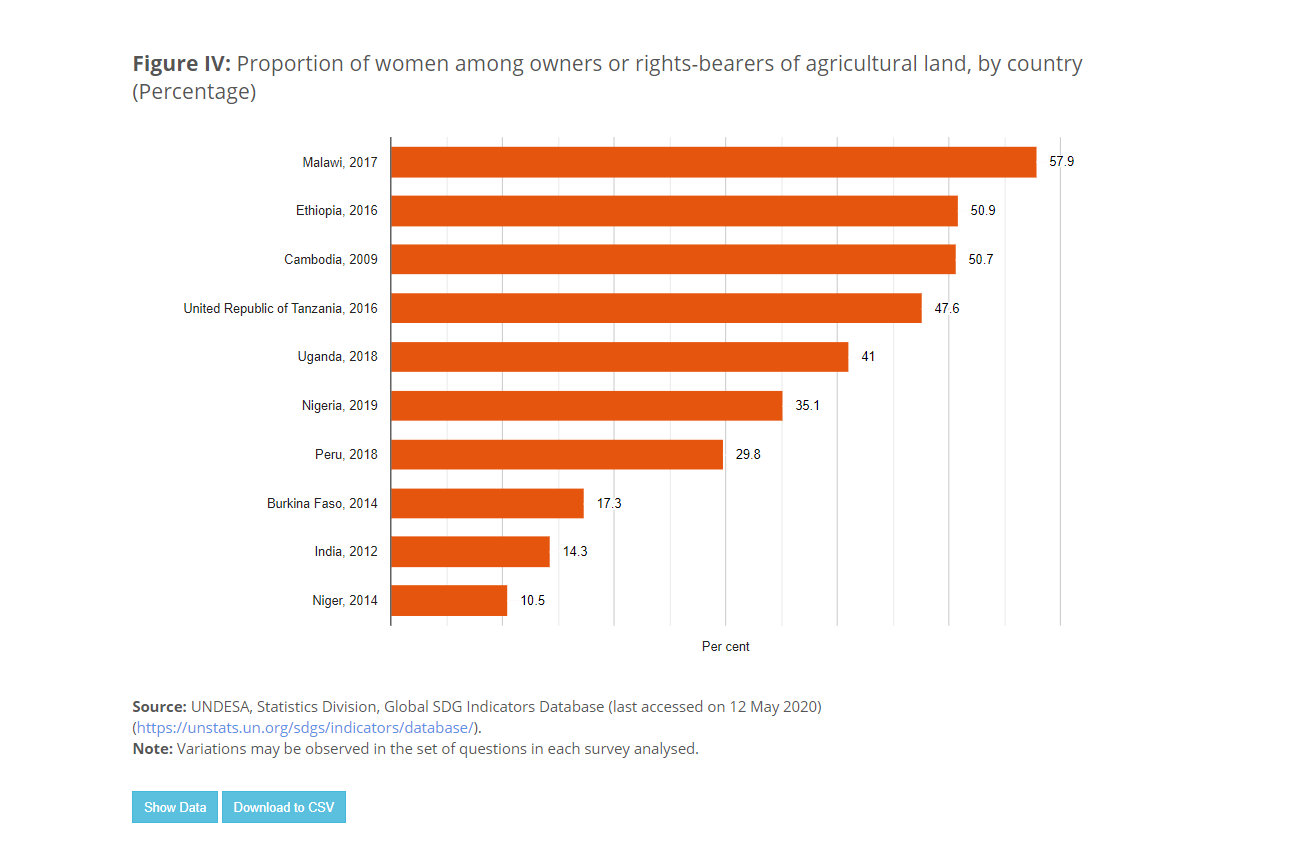 Figure IV: Proportion of women among owners or rights-bearers of agricultural land, by country
(Percentage)
Malawi, 2017 57.9
Ethiopia, 2016 50.9
Cambodia, 2009 50.7
United Republic of Tanzania, 2016 47.6
Uganda, 2018 41
Nigeria, 2019 35.1
Peru, 2018 29.8
Burkina Faso, 2014 17.3
India, 2012 14.3
Niger, 2014 10.5
Per cent
Source: UNDESA, Statistics Division, Global SDG Indicators Database (last accessed on 12 May 2020)
(https://unstats.un.org/sdgs/indicators/database/).
Note: Variations may be observed in the set of questions in each survey analysed.
Show Data Download to CSV